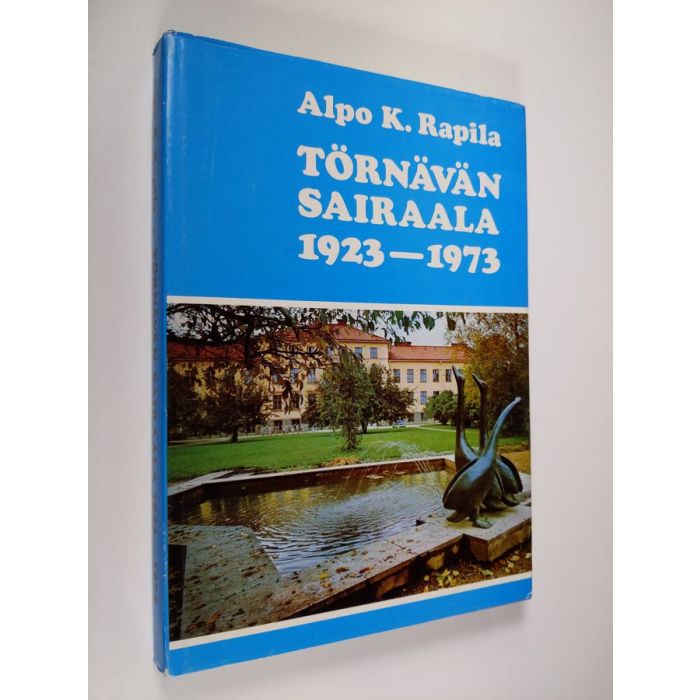 Alpo K. Rapila
TÖRNÄVÄN
SAIRAALA
1923—1973